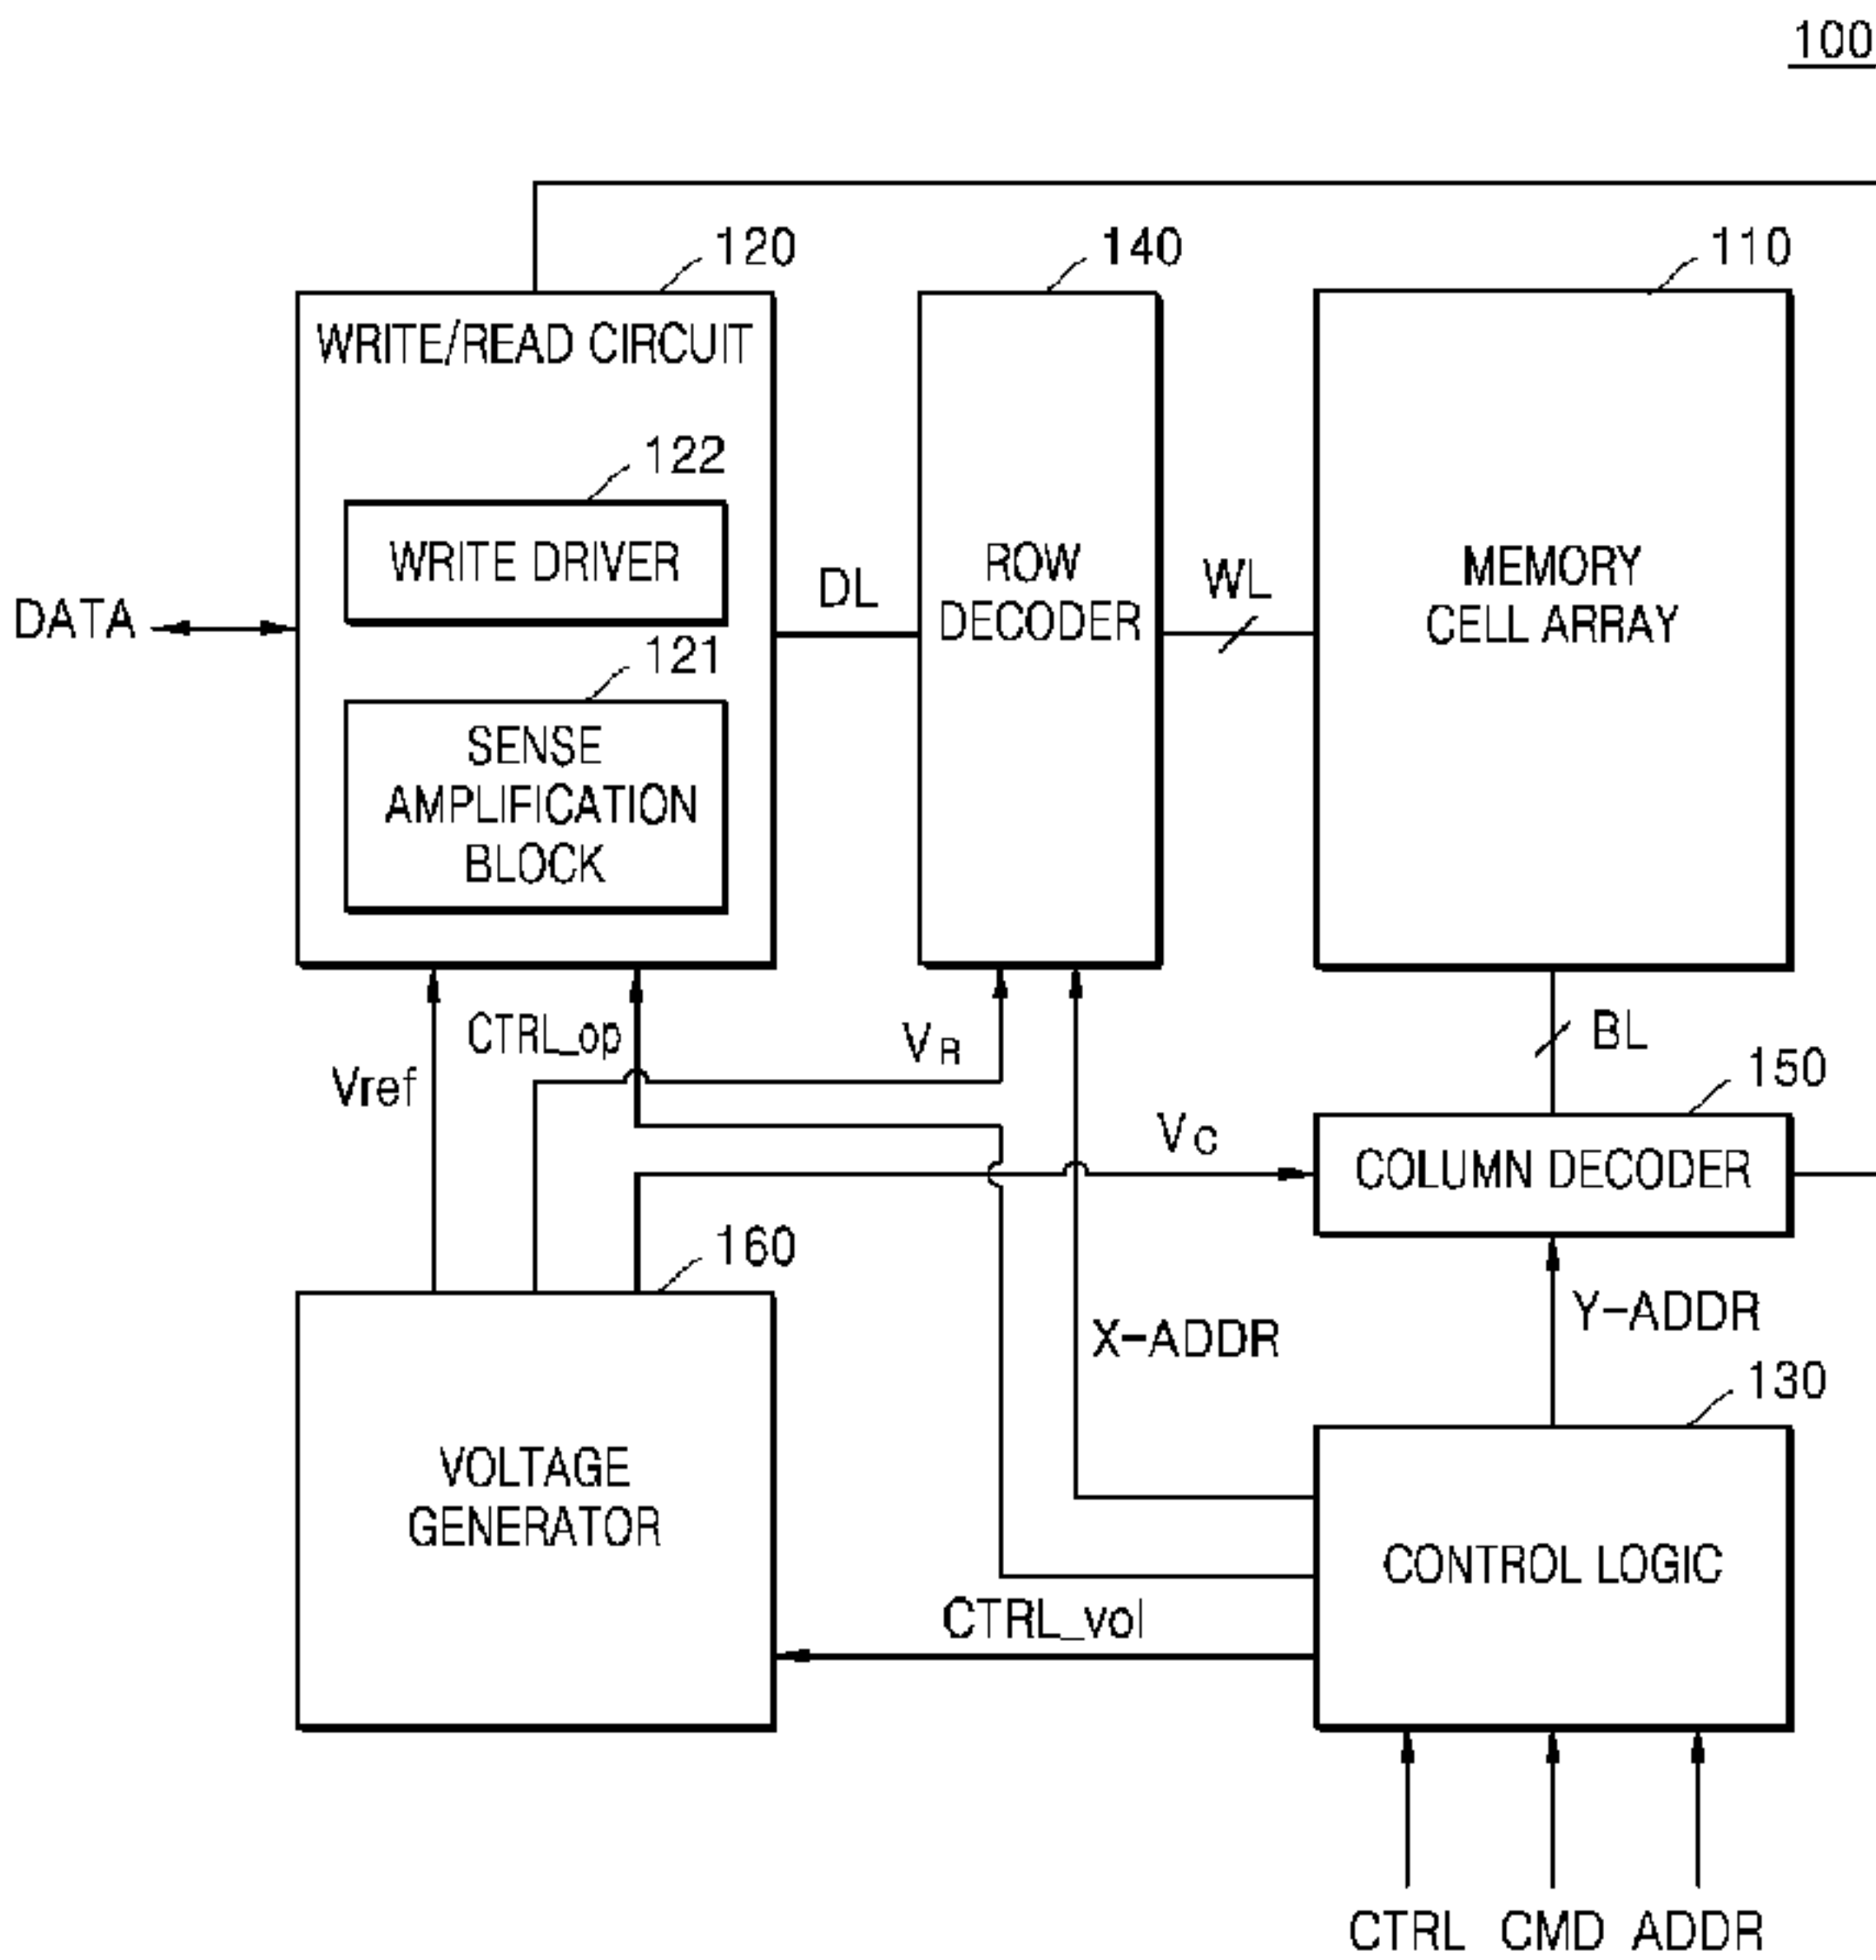 100
120
140
110
WRITE/READ CIRCUIT
122
WRITE DRIVER
DATA
DL
ROW
DECODER
WL
MEMORY
CELL ARRAY
121
SENSE
AMPLIFICATION
BLOCK
Vref
CTRL_op
VR
BL
150
VC
COLUMN DECODER
160
X-ADDR
Y-ADDR
130
VOLTAGE
GENERATOR
CONTROL LOGIC
CTRL_vol
CTRL
CMD
ADDR